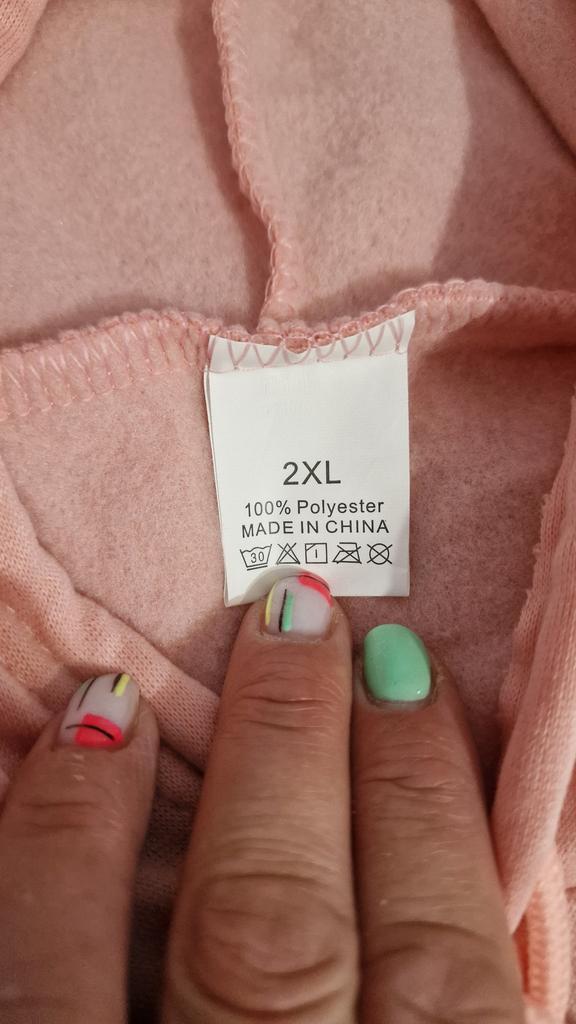 2XL
100% Polyester
MADE IN CHINA
30